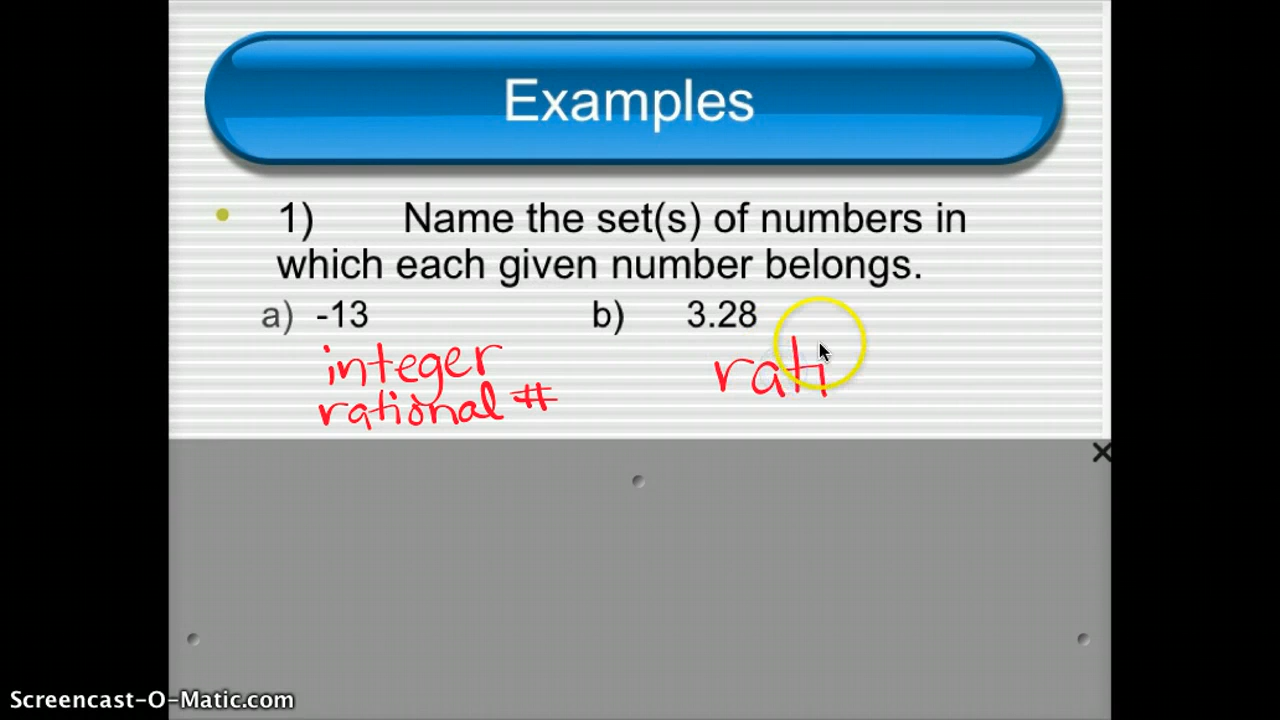 Examples
1) Name the set(s) of numbers in
which each given number belongs.
a) -13 b) 3.28
integer rati
rational #
Screencast-O-Matic.com